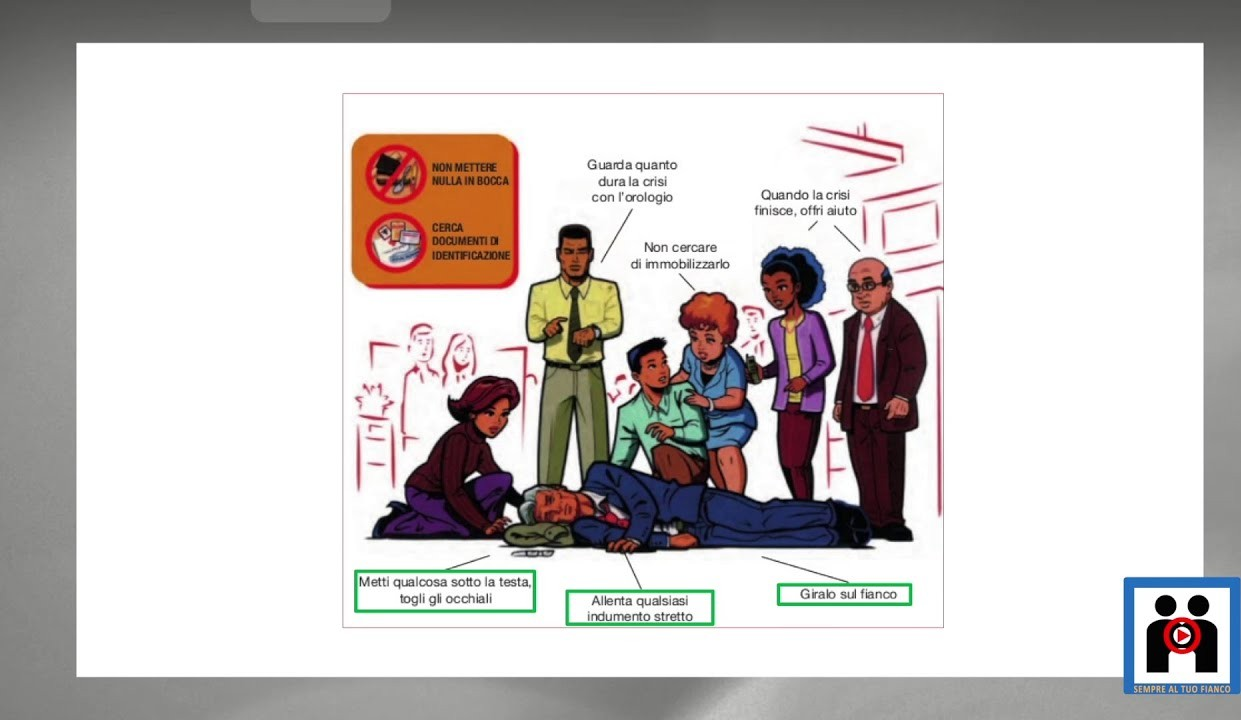 NON METTERE
NULLA IN BOCCA
CERCA
DOCUMENTI DI
IDENTIFICAZIONE
Guarda quanto
dura la crisi
con l'orologio
Non cercare
di immobilizzarlo
Quando la crisi
finisce, offri aiuto
Metti qualcosa sotto la testa,
togli gli occhiali
Allenta qualsiasi
indumento stretto
Giralo sul fianco
SEMPRE AL TUO FIANCO